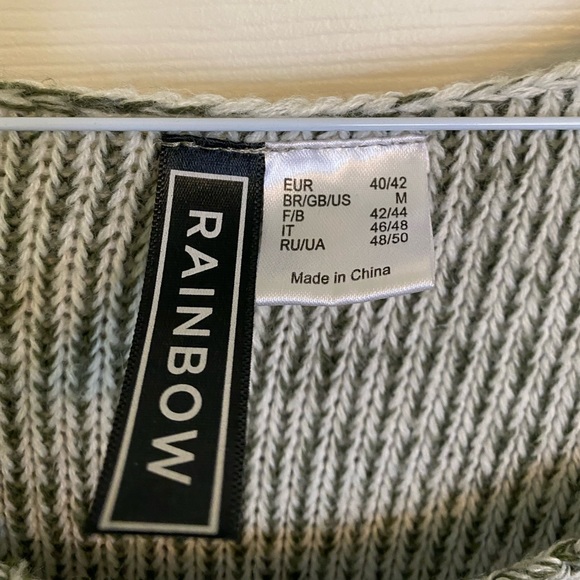 RAINBOW
EUR 40/42
BR/GB/US M
F/B 42/44
IT 46/48
RU/UA 48/50
Made in China